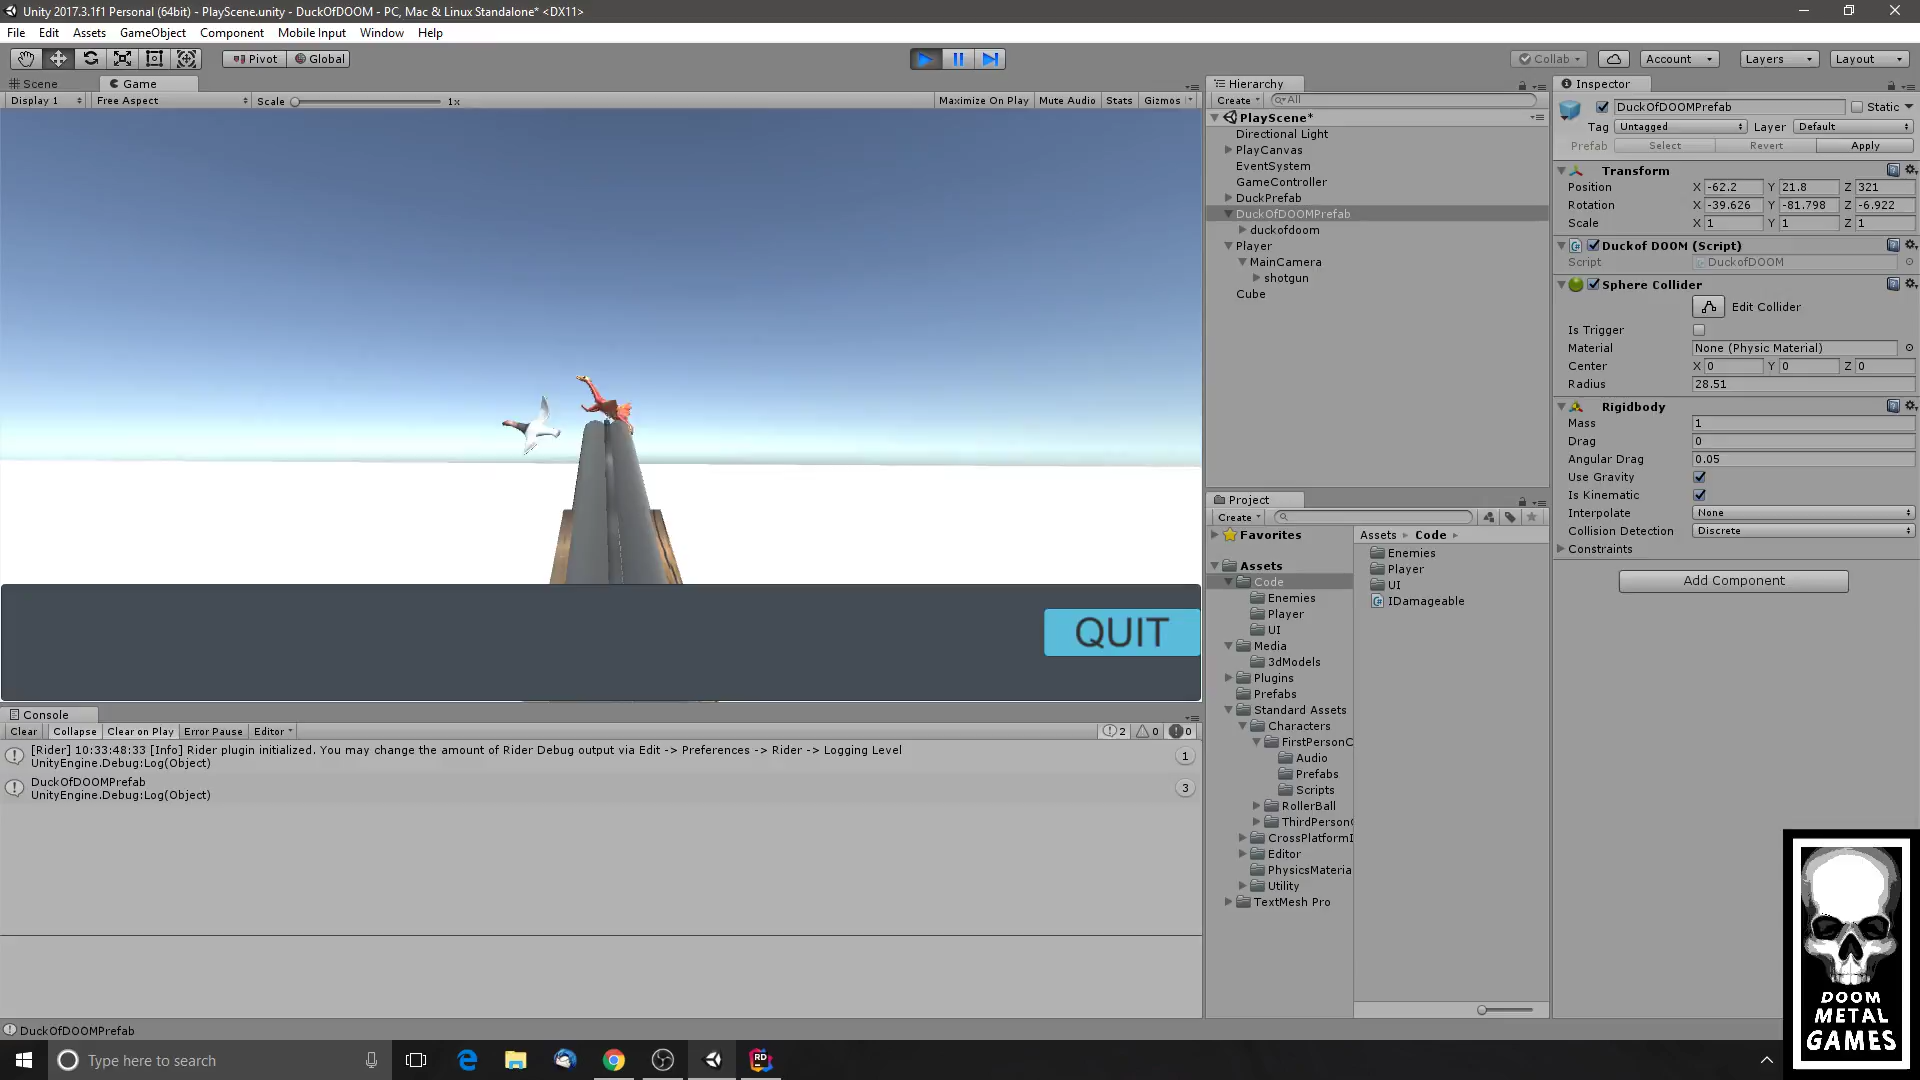 Unity 2017.3.1f1 Personal (64bit) - PlayScene.unity - DuckOfDOOM - PC, Mac & Linux Standalone* <DX11>
File Edit Assets GameObject Component Mobile Input Window Help
Pivot Global
Collab Account Layers Layout
Scene Game
Display 1 Free Aspect Scale 1x Maximize On Play Mute Audio Stats Gizmos
QUIT
Console
Clear Collapse Clear on Play Error Pause Editor 2 0 0
[Rider] 10:33:48:33 [Info] Rider plugin initialized. You may change the amount of Rider Debug output via Edit -> Preferences -> Rider -> Logging Level
UnityEngine.Debug:Log(Object)
1
DuckOfDOOMPrefab
UnityEngine.Debug:Log(Object)
3
DuckOfDOOMPrefab
Hierarchy
Create All
PlayScene*
Directional Light
PlayCanvas
EventSystem
GameController
DuckPrefab
DuckOfDOOMPrefab
duckofdoom
Player
MainCamera
shotgun
Cube
Project
Create
Favorites
Assets
Code
Enemies
Player
UI
Media
3dModels
Plugins
Prefabs
Standard Assets
Characters
FirstPersonC
Audio
Prefabs
Scripts
RollerBall
ThirdPerson
CrossPlatformI
Editor
PhysicsMateria
Utility
TextMesh Pro
Assets Code
Enemies
Player
UI
IDamageable
Inspector
DuckOfDOOMPrefab Static
Tag Untagged Layer Default
Prefab Select Revert Apply
Transform
Position X -62.2 Y 21.8 Z 321
Rotation X -39.626 Y -81.798 Z -6.922
Scale X 1 Y 1 Z 1
Duckof DOOM (Script)
Script DuckofDOOM
Sphere Collider
Edit Collider
Is Trigger
Material None (Physic Material)
Center X 0 Y 0 Z 0
Radius 28.51
Rigidbody
Mass 1
Drag 0
Angular Drag 0.05
Use Gravity
Is Kinematic
Interpolate None
Collision Detection Discrete
Constraints
Add Component
DOOM
METAL
GAMES
Type here to search
RD